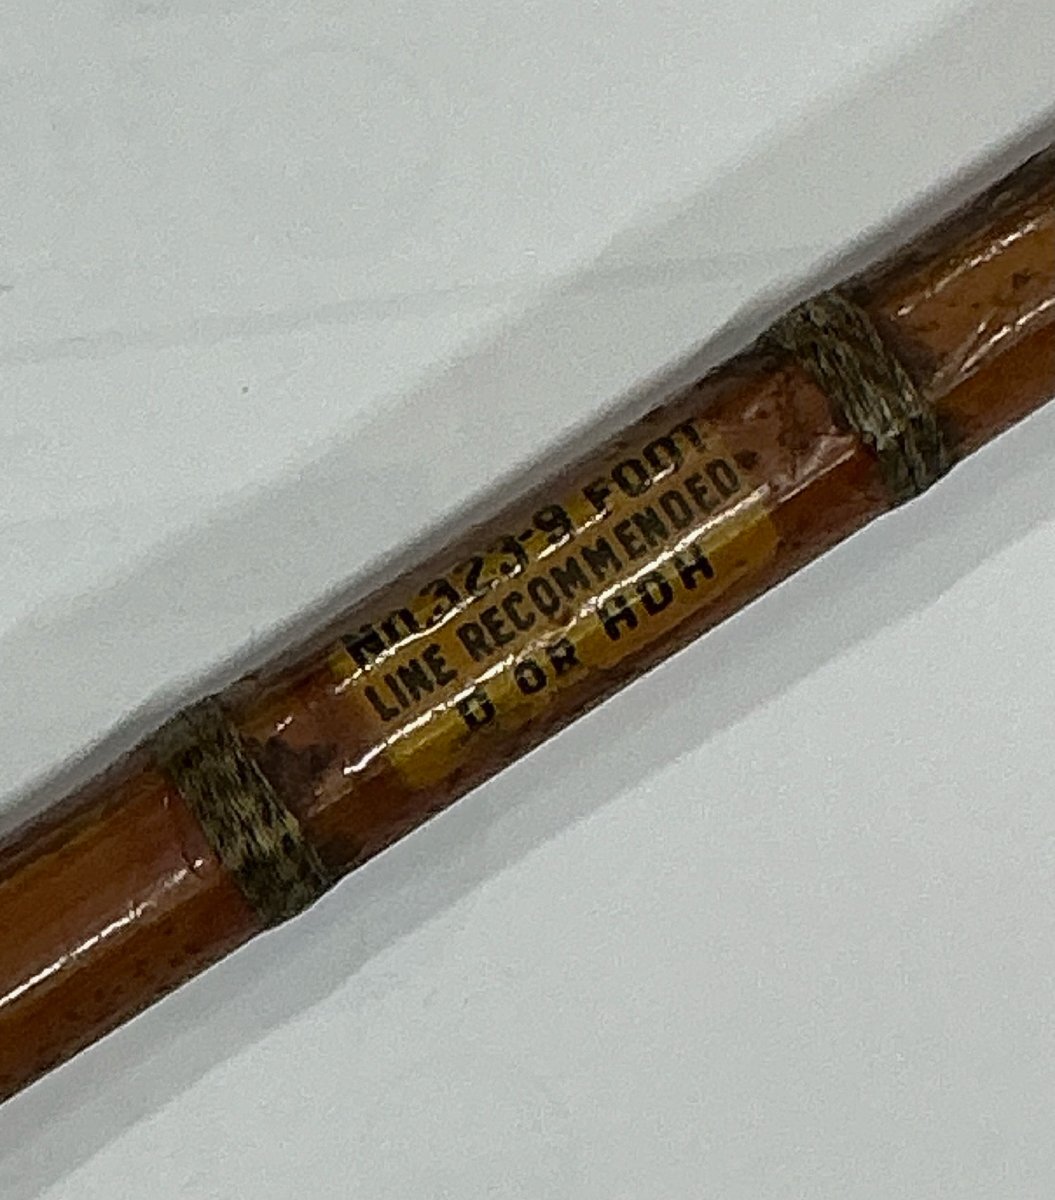 No. 323-9 FOOT
LINE RECOMMENDED
D OR HDH